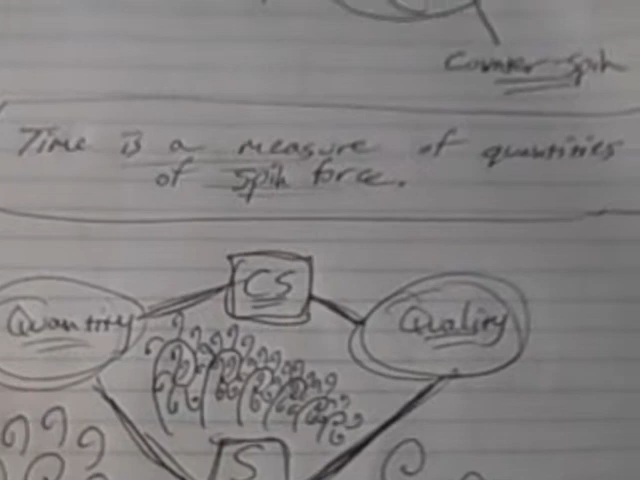 Counter-spin
Time is a measure of quantities
of spin force.
CS
Quantity
Quality
S